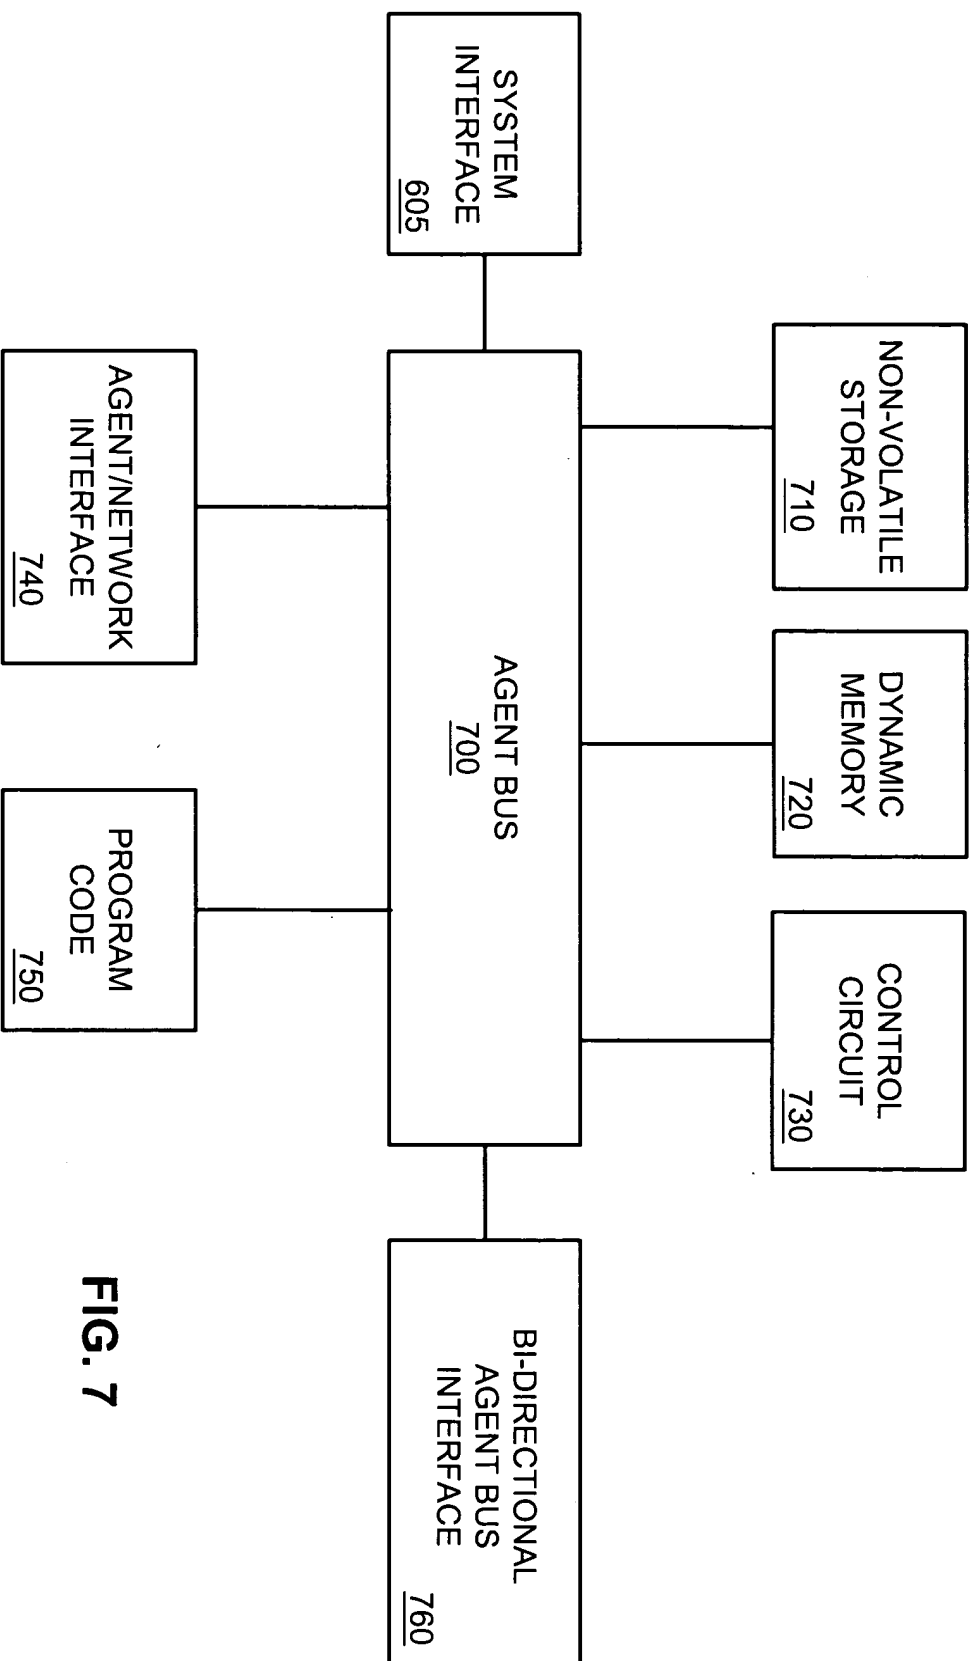 NON-VOLATILE
STORAGE
710
DYNAMIC
MEMORY
720
CONTROL
CIRCUIT
730
SYSTEM
INTERFACE
605
AGENT BUS
700
BI-DIRECTIONAL
AGENT BUS
INTERFACE
760
AGENT/NETWORK
INTERFACE
740
PROGRAM
CODE
750
FIG. 7